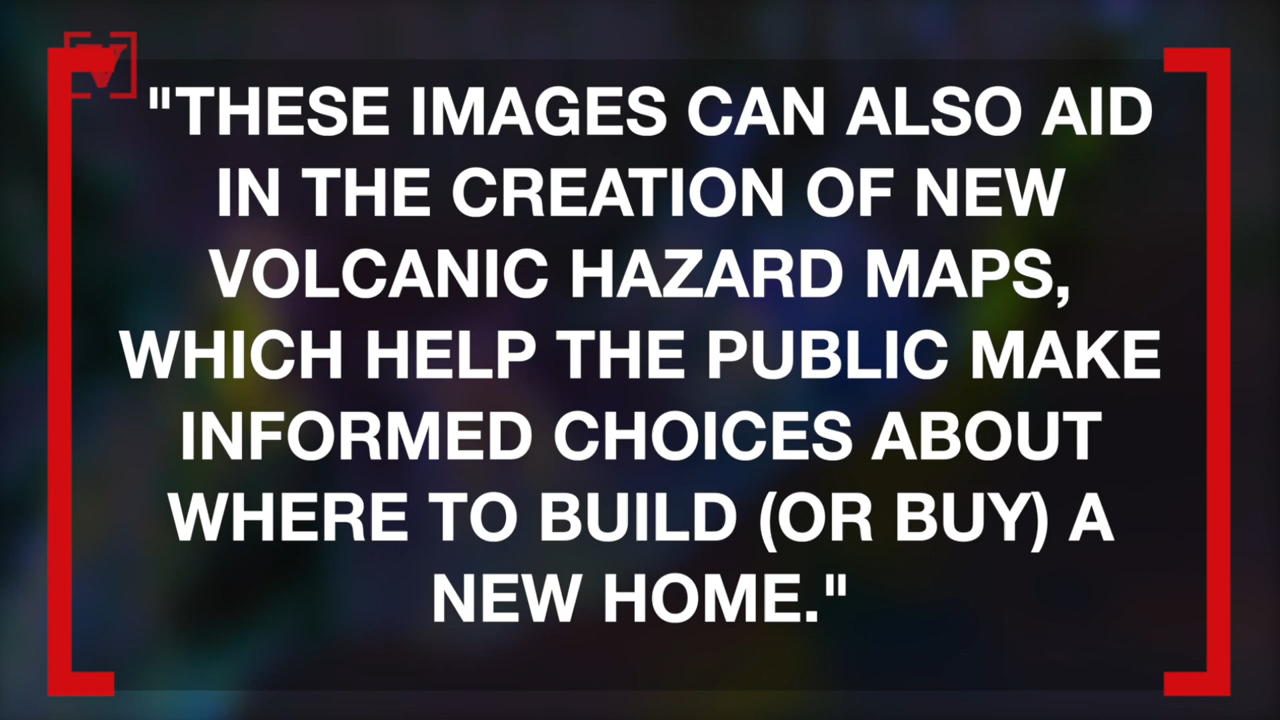 "THESE IMAGES CAN ALSO AID
IN THE CREATION OF NEW
VOLCANIC HAZARD MAPS,
WHICH HELP THE PUBLIC MAKE
INFORMED CHOICES ABOUT
WHERE TO BUILD (OR BUY) A
NEW HOME."